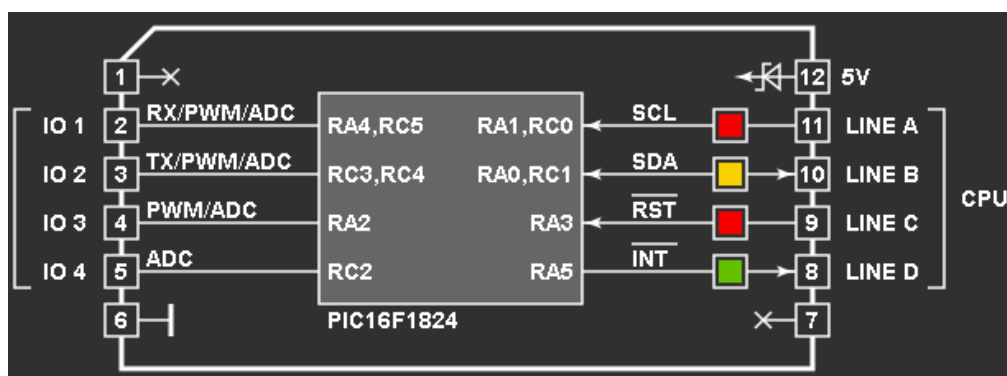 1 12 5V
IO 1 2 RX/PWM/ADC RA4,RC5 RA1,RC0 SCL 11 LINE A
IO 2 3 TX/PWM/ADC RC3,RC4 RA0,RC1 SDA 10 LINE B
CPU
IO 3 4 PWM/ADC RA2 RA3 RST 9 LINE C
IO 4 5 ADC RC2 RA5 INT 8 LINE D
6 PIC16F1824 7